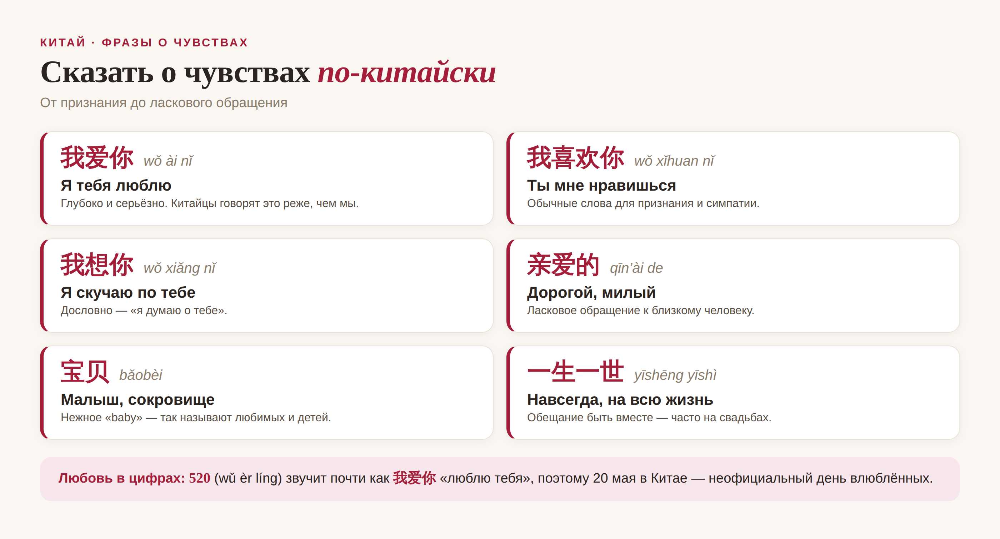 КИТАЙ · ФРАЗЫ О ЧУВСТВАХ
Сказать о чувствах по-китайски
От признания до ласкового обращения
我爱你 wǒ ài nǐ
Я тебя люблю
Глубоко и серьёзно. Китайцы говорят это реже, чем мы.
我喜欢你 wǒ xǐhuan nǐ
Ты мне нравишься
Обычные слова для признания и симпатии.
我想你 wǒ xiǎng nǐ
Я скучаю по тебе
Дословно — «я думаю о тебе».
亲爱的 qīn’ài de
Дорогой, милый
Ласковое обращение к близкому человеку.
宝贝 bǎobèi
Малыш, сокровище
Нежное «baby» — так называют любимых и детей.
一生一世 yīshēng yīshì
Навсегда, на всю жизнь
Обещание быть вместе — часто на свадьбах.
Любовь в цифрах: 520 (wǔ èr líng) звучит почти как 我爱你 «люблю тебя», поэтому 20 мая в Китае — неофициальный день влюблённых.